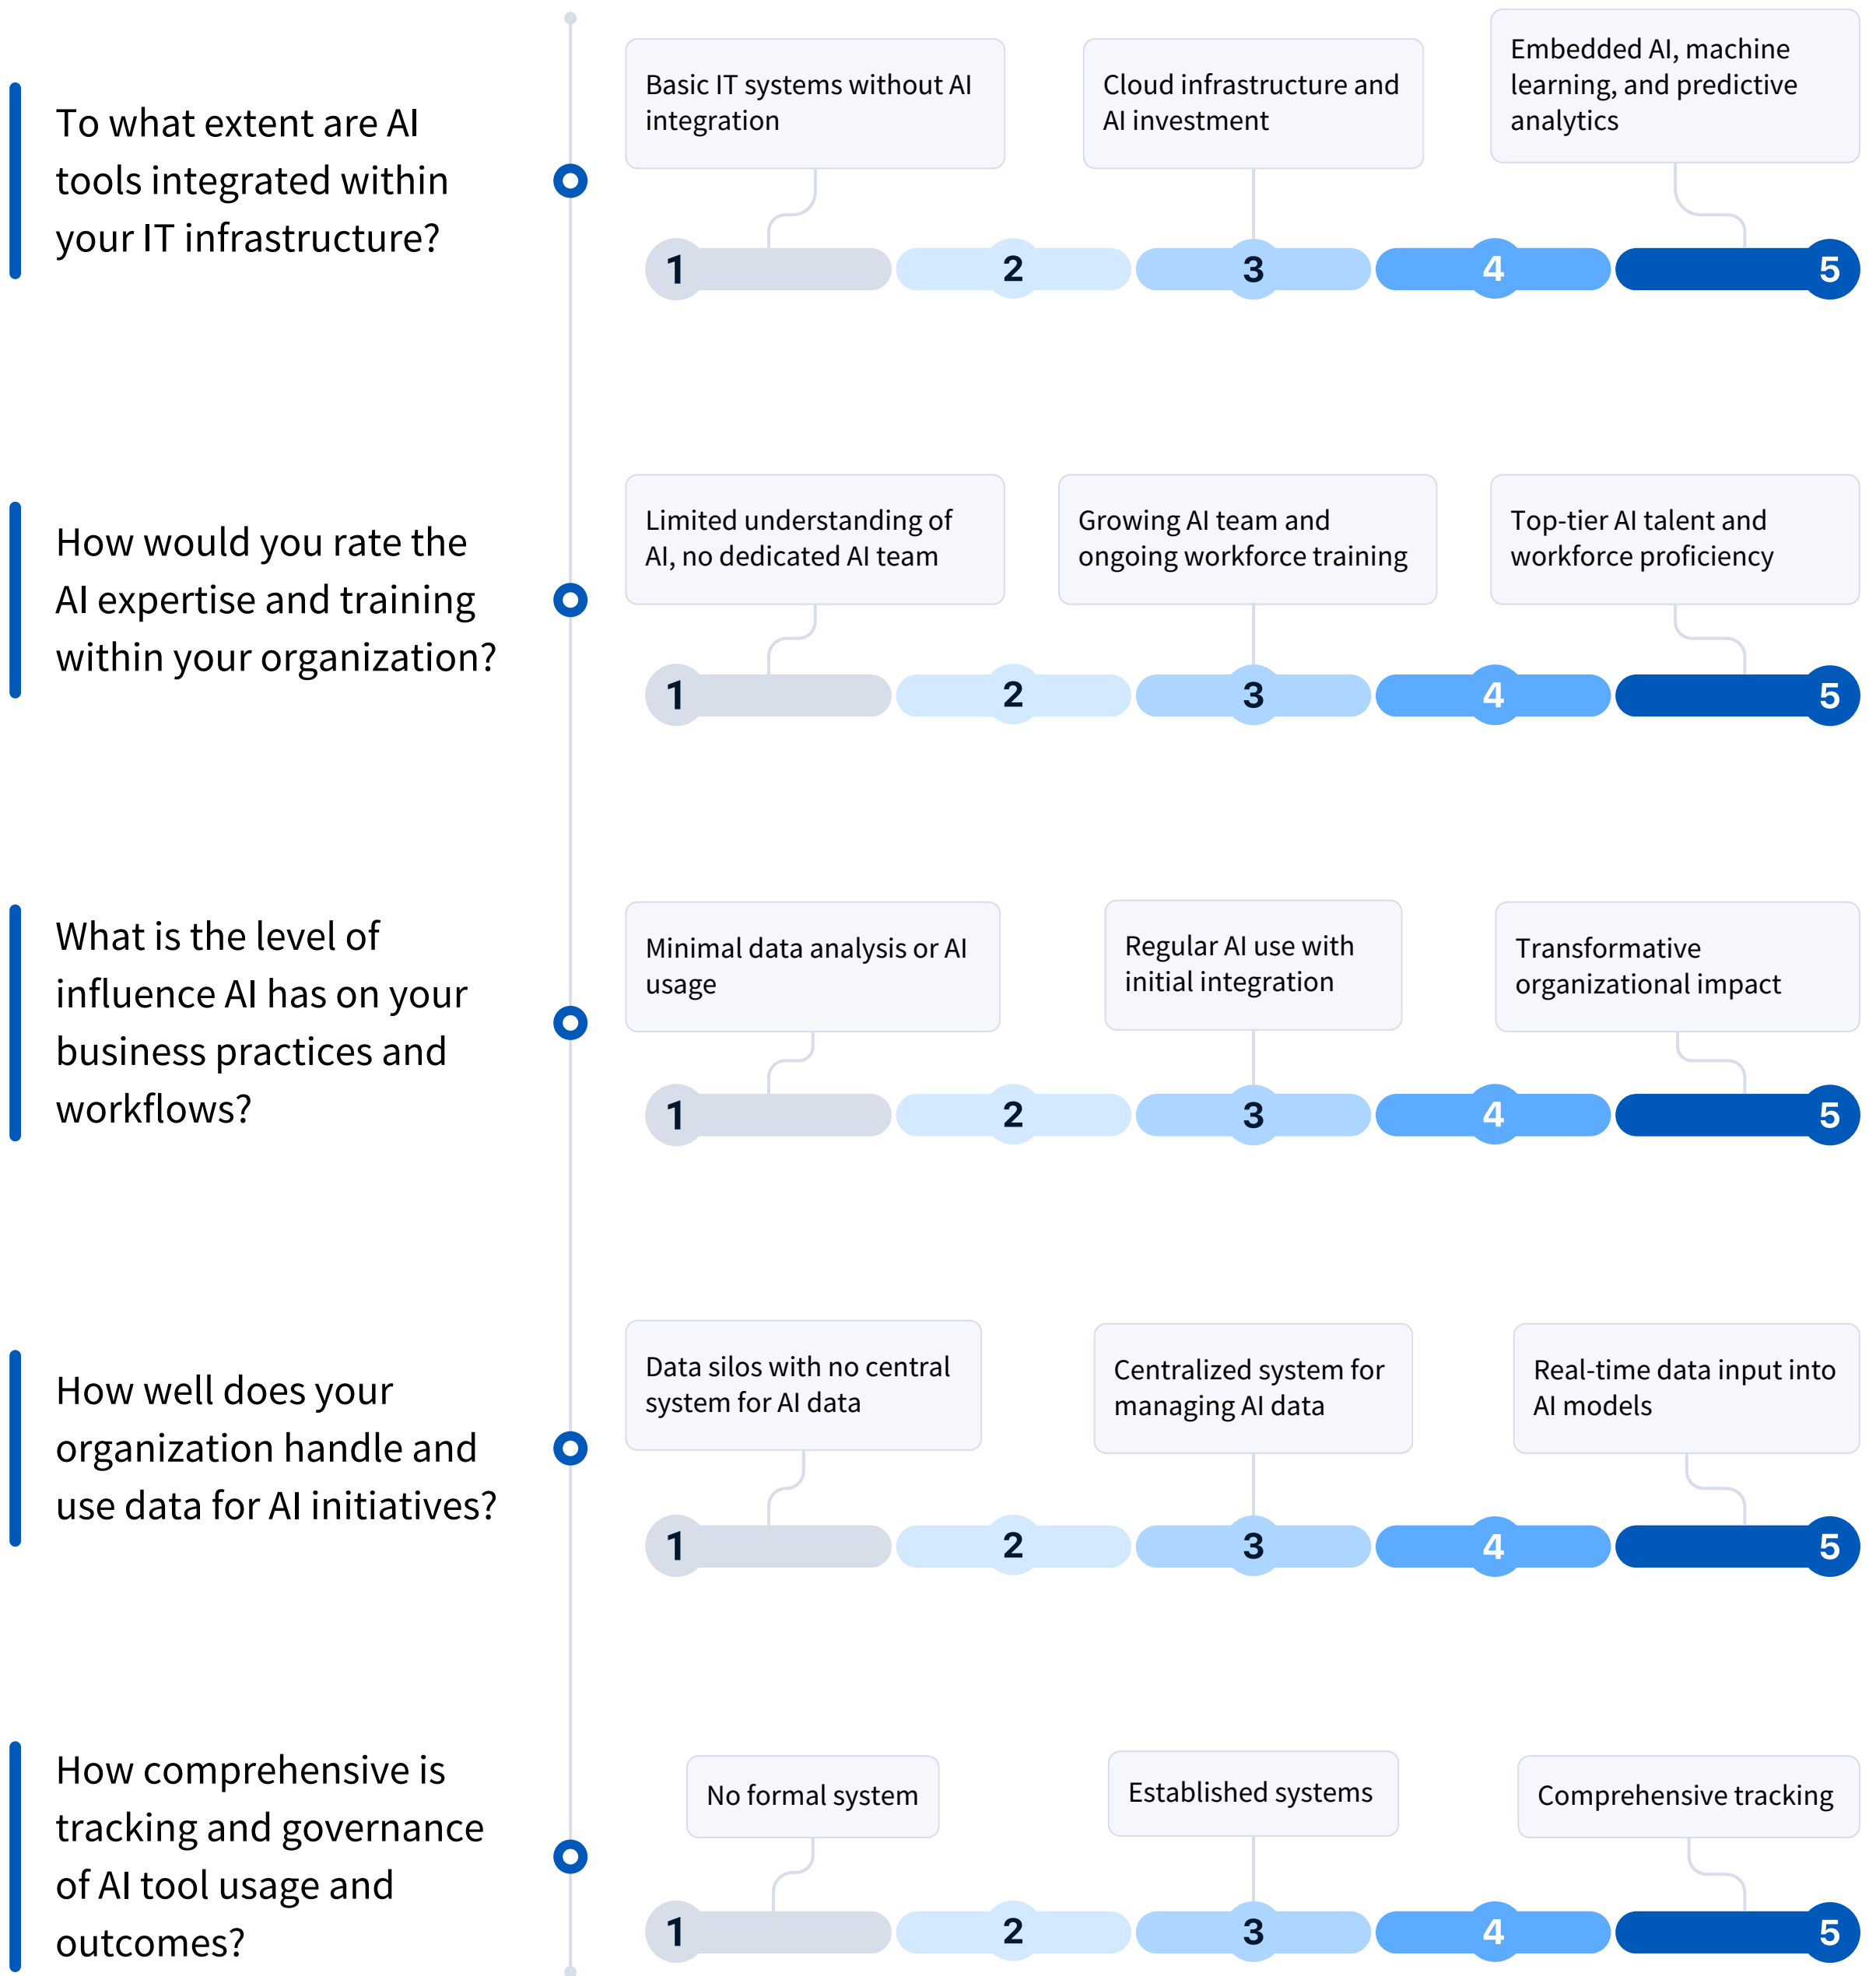 To what extent are AI
tools integrated within
your IT infrastructure?
Basic IT systems without AI
integration
Cloud infrastructure and
AI investment
Embedded AI, machine
learning, and predictive
analytics
1 2 3 4 5
How would you rate the
AI expertise and training
within your organization?
Limited understanding of
AI, no dedicated AI team
Growing AI team and
ongoing workforce training
Top-tier AI talent and
workforce proficiency
1 2 3 4 5
What is the level of
influence AI has on your
business practices and
workflows?
Minimal data analysis or AI
usage
Regular AI use with
initial integration
Transformative
organizational impact
1 2 3 4 5
How well does your
organization handle and
use data for AI initiatives?
Data silos with no central
system for AI data
Centralized system for
managing AI data
Real-time data input into
AI models
1 2 3 4 5
How comprehensive is
tracking and governance
of AI tool usage and
outcomes?
No formal system
Established systems
Comprehensive tracking
1 2 3 4 5